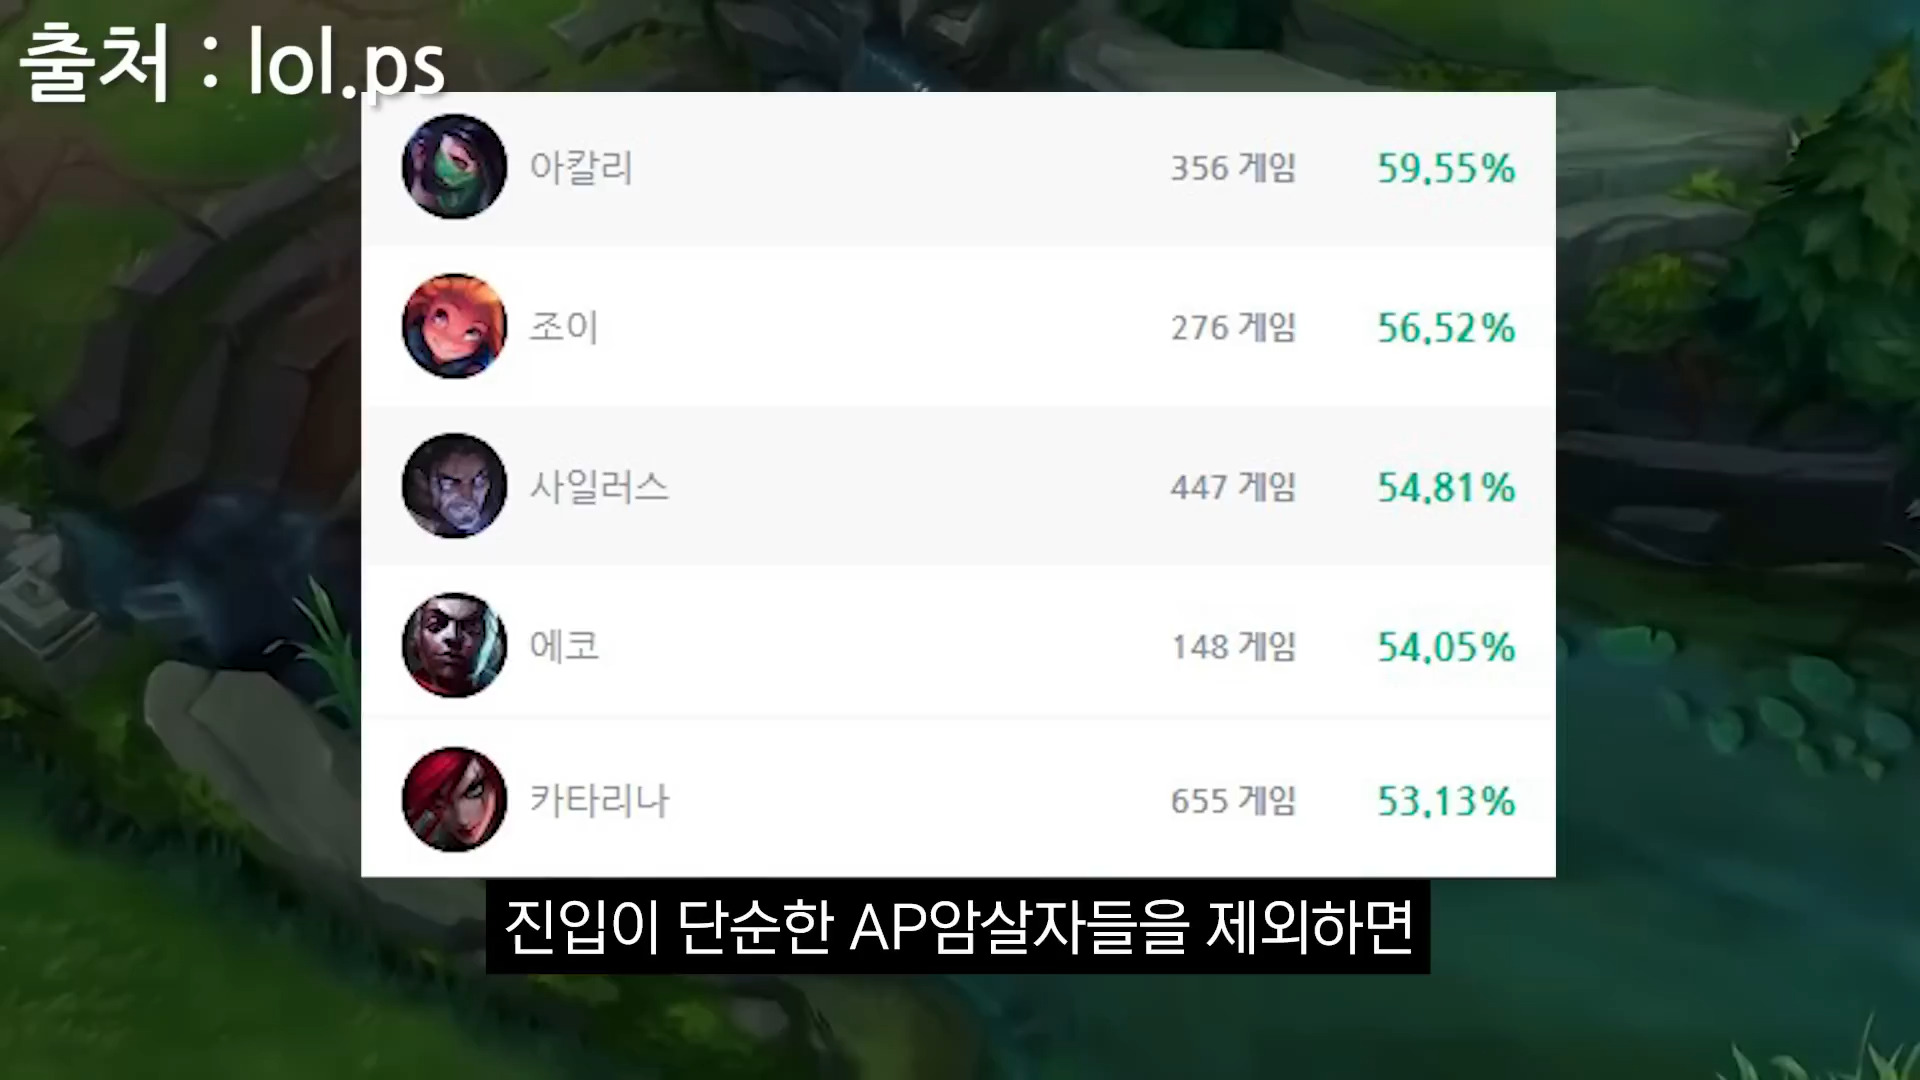 출처 : lol.ps
아칼리 356 게임 59.55%
조이 276 게임 56.52%
사일러스 447 게임 54.81%
에코 148 게임 54.05%
카타리나 655 게임 53.13%
진입이 단순한 AP암살자들을 제외하면